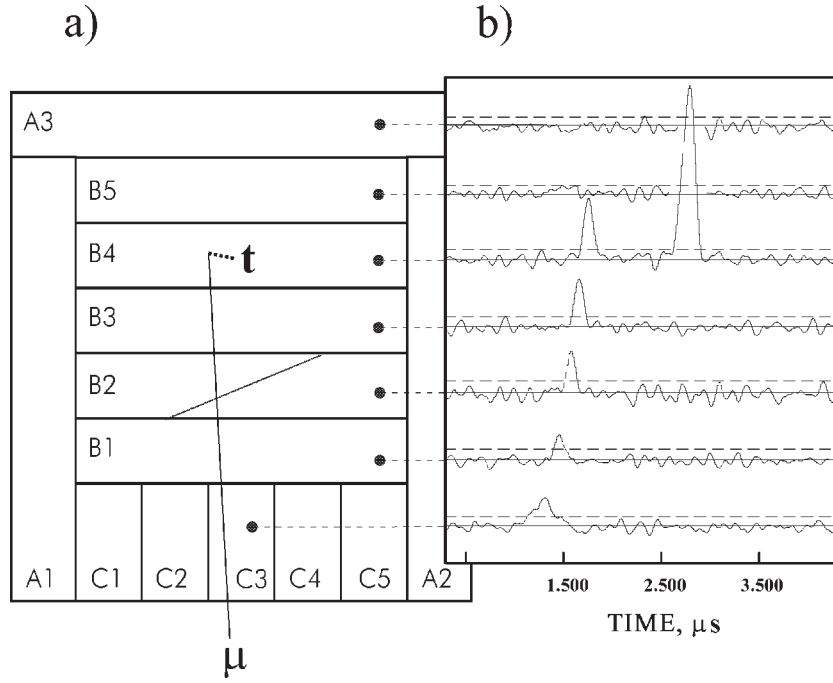 a) b)
A3
B5
B4 t
B3
B2
B1
A1 C1 C2 C3 C4 C5 A2
1.500 2.500 3.500
TIME, μs
μ